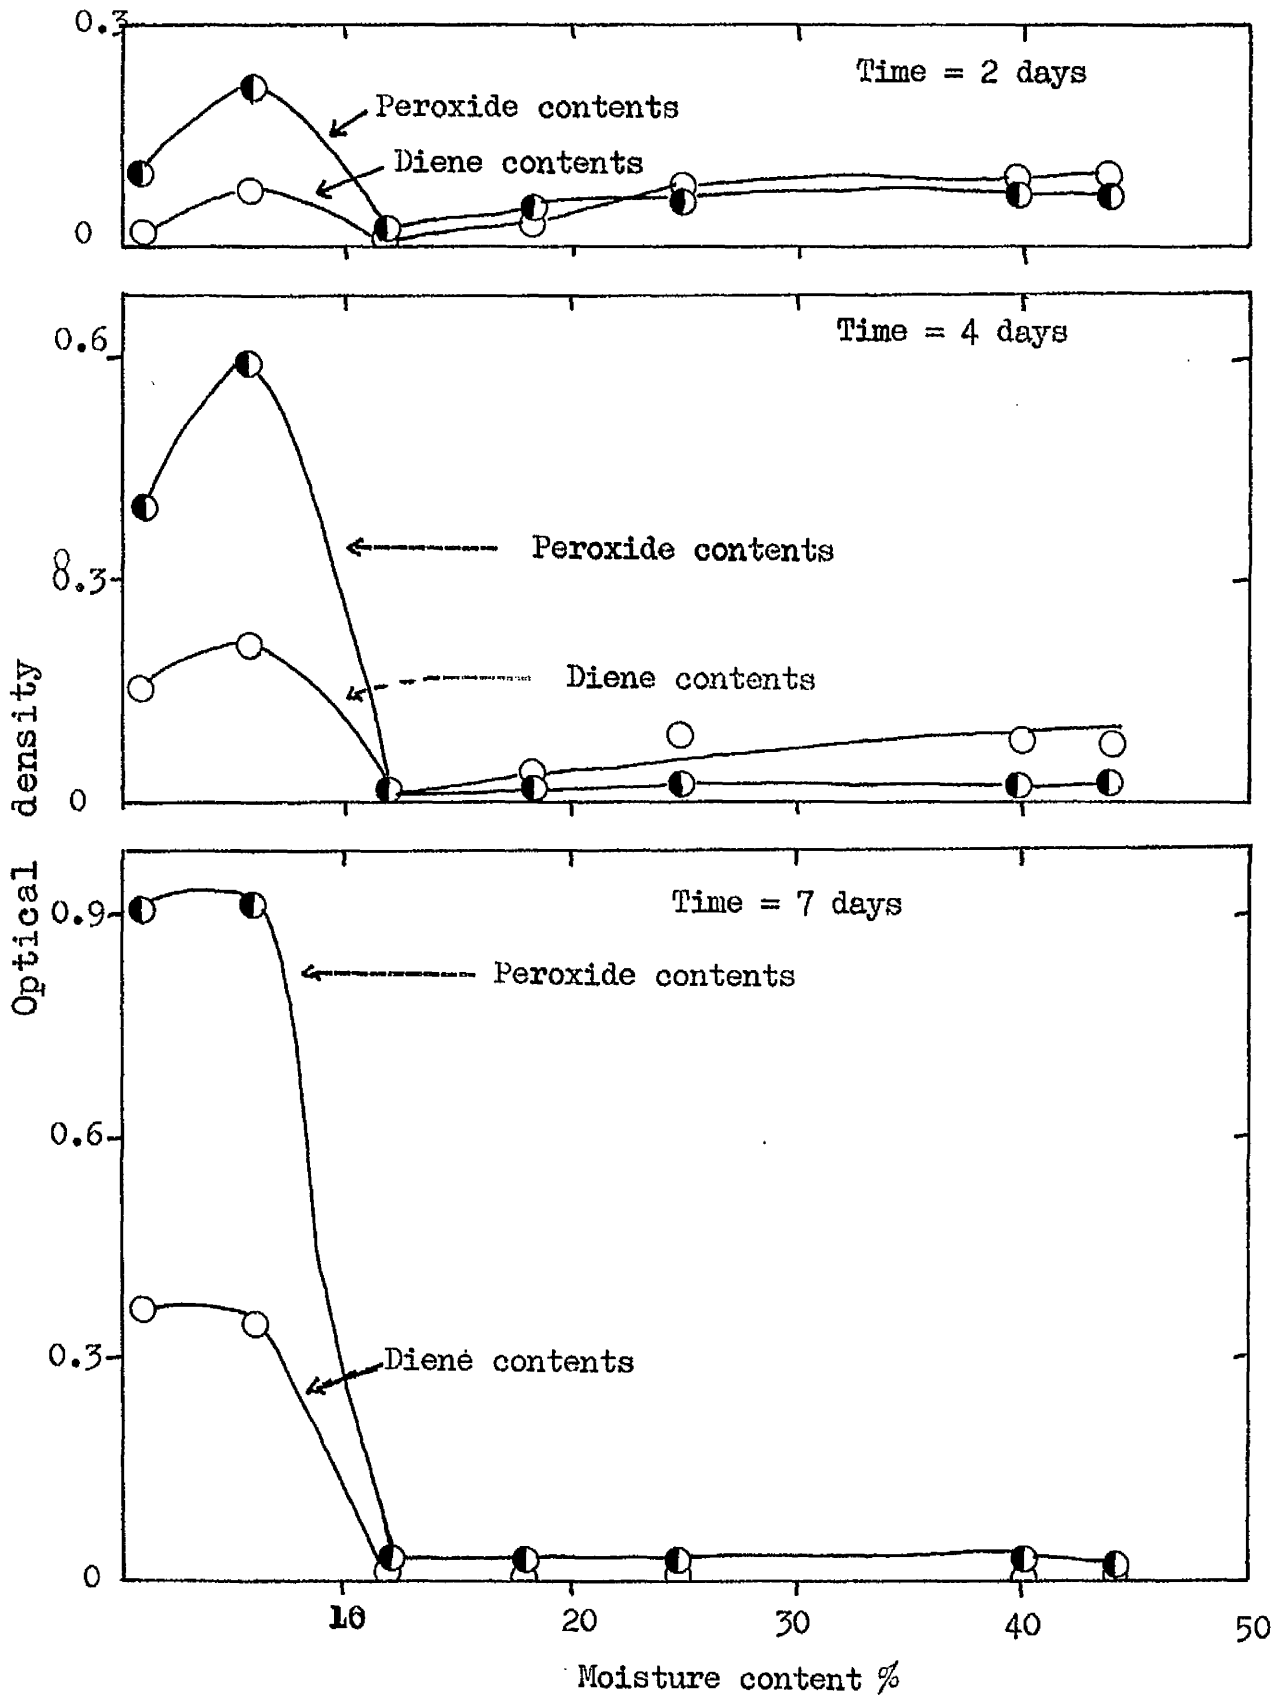 0.3
Time = 2 days
Peroxide contents
Diene contents
0
Time = 4 days
0.6
Peroxide contents
0.3
Diene contents
0
Optical density
Time = 7 days
0.9
Peroxide contents
0.6
0.3
Diene contents
0
10 20 30 40 50
Moisture content %